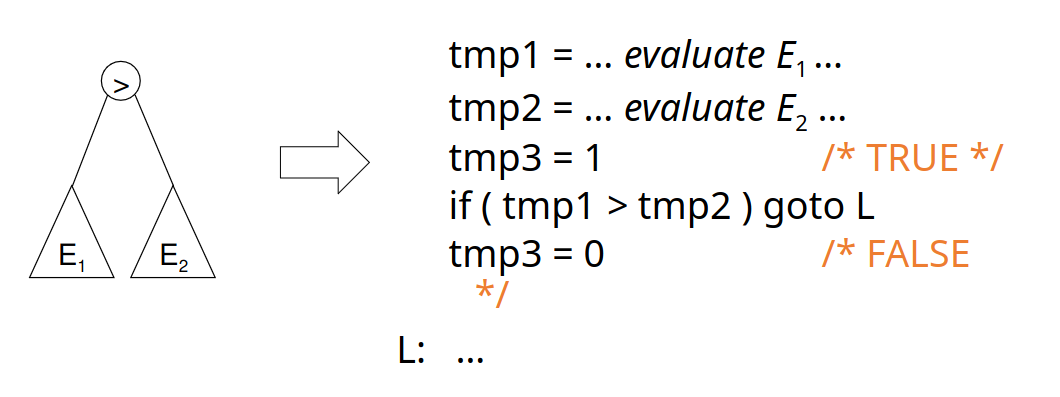 >
E1
E2
tmp1 = ... evaluate E1 ...
tmp2 = ... evaluate E2 ...
tmp3 = 1 /* TRUE */
if ( tmp1 > tmp2 ) goto L
tmp3 = 0 /* FALSE
*/
L: ...